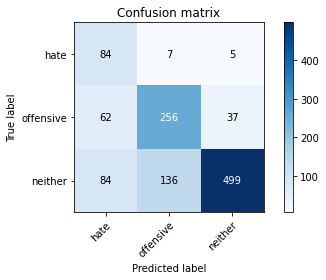 Confusion matrix
hate 84 7 5
offensive 62 256 37
neither 84 136 499
hate offensive neither
True label
Predicted label
500
400
300
200
100